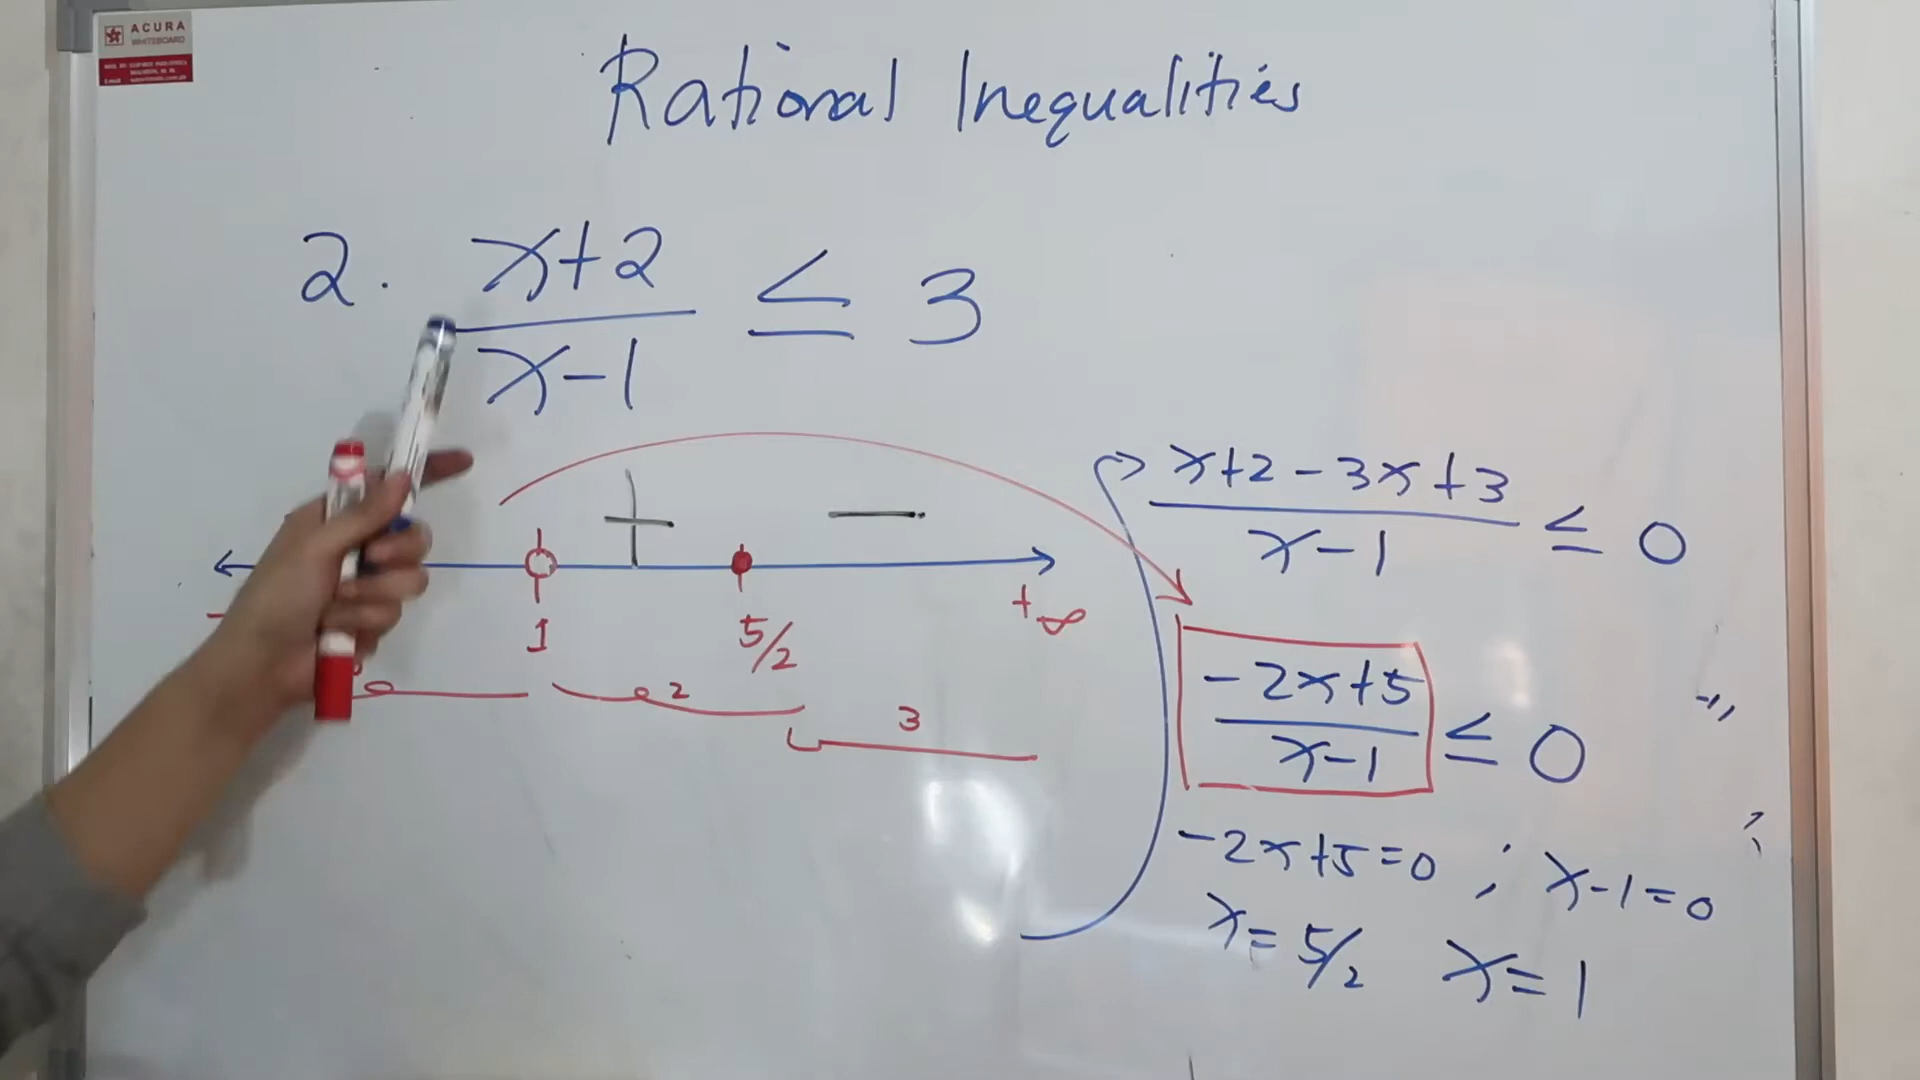 ACURA
WHITEBOARD
Rational Inequalities
2. x+2/x-1 ≤ 3
+ −
1 5/2 +∞
2
3
x+2-3x+3/x-1 ≤ 0
-2x+5/x-1 ≤ 0
-2x+5=0 ; x-1=0
x=5/2 x=1